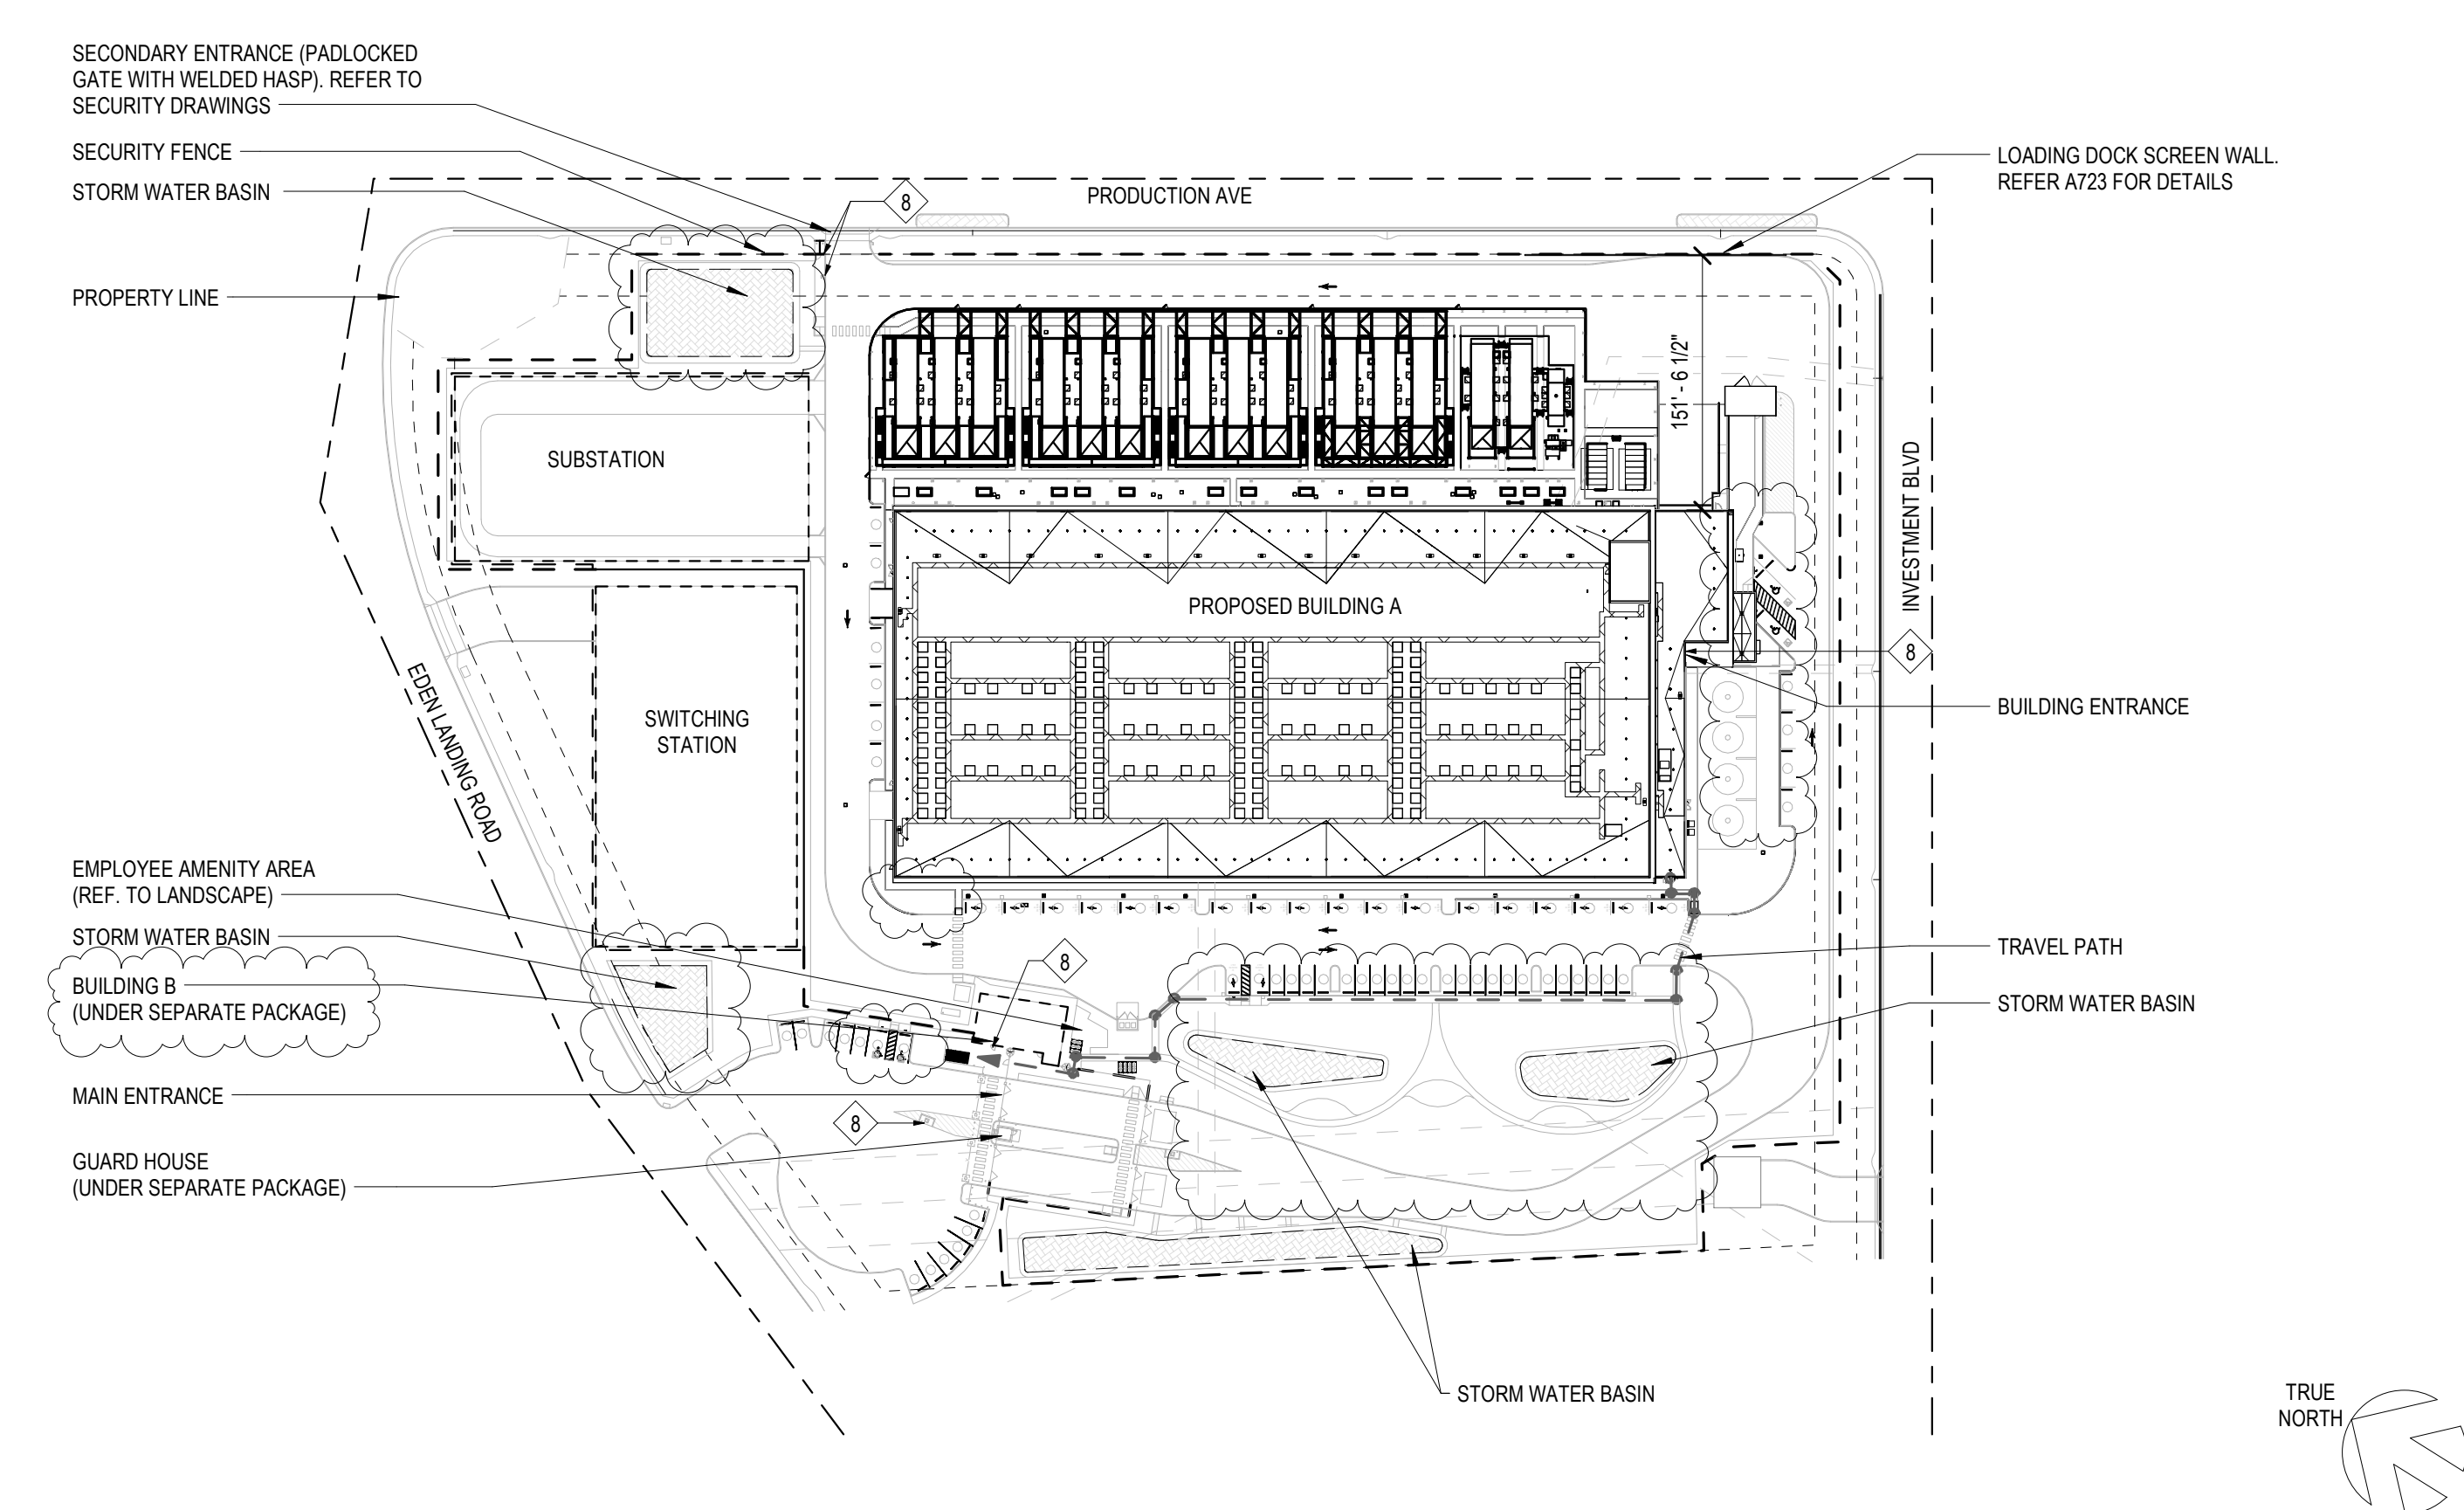 SECONDARY ENTRANCE (PADLOCKED
GATE WITH WELDED HASP). REFER TO
SECURITY DRAWINGS
SECURITY FENCE
STORM WATER BASIN
PROPERTY LINE
8
PRODUCTION AVE
LOADING DOCK SCREEN WALL.
REFER A723 FOR DETAILS
151' - 6 1/2"
SUBSTATION
INVESTMENT BLVD
PROPOSED BUILDING A
8
BUILDING ENTRANCE
SWITCHING
STATION
EDEN LANDING ROAD
EMPLOYEE AMENITY AREA
(REF. TO LANDSCAPE)
STORM WATER BASIN
BUILDING B
(UNDER SEPARATE PACKAGE)
8
TRAVEL PATH
STORM WATER BASIN
MAIN ENTRANCE
8
GUARD HOUSE
(UNDER SEPARATE PACKAGE)
STORM WATER BASIN
TRUE
NORTH